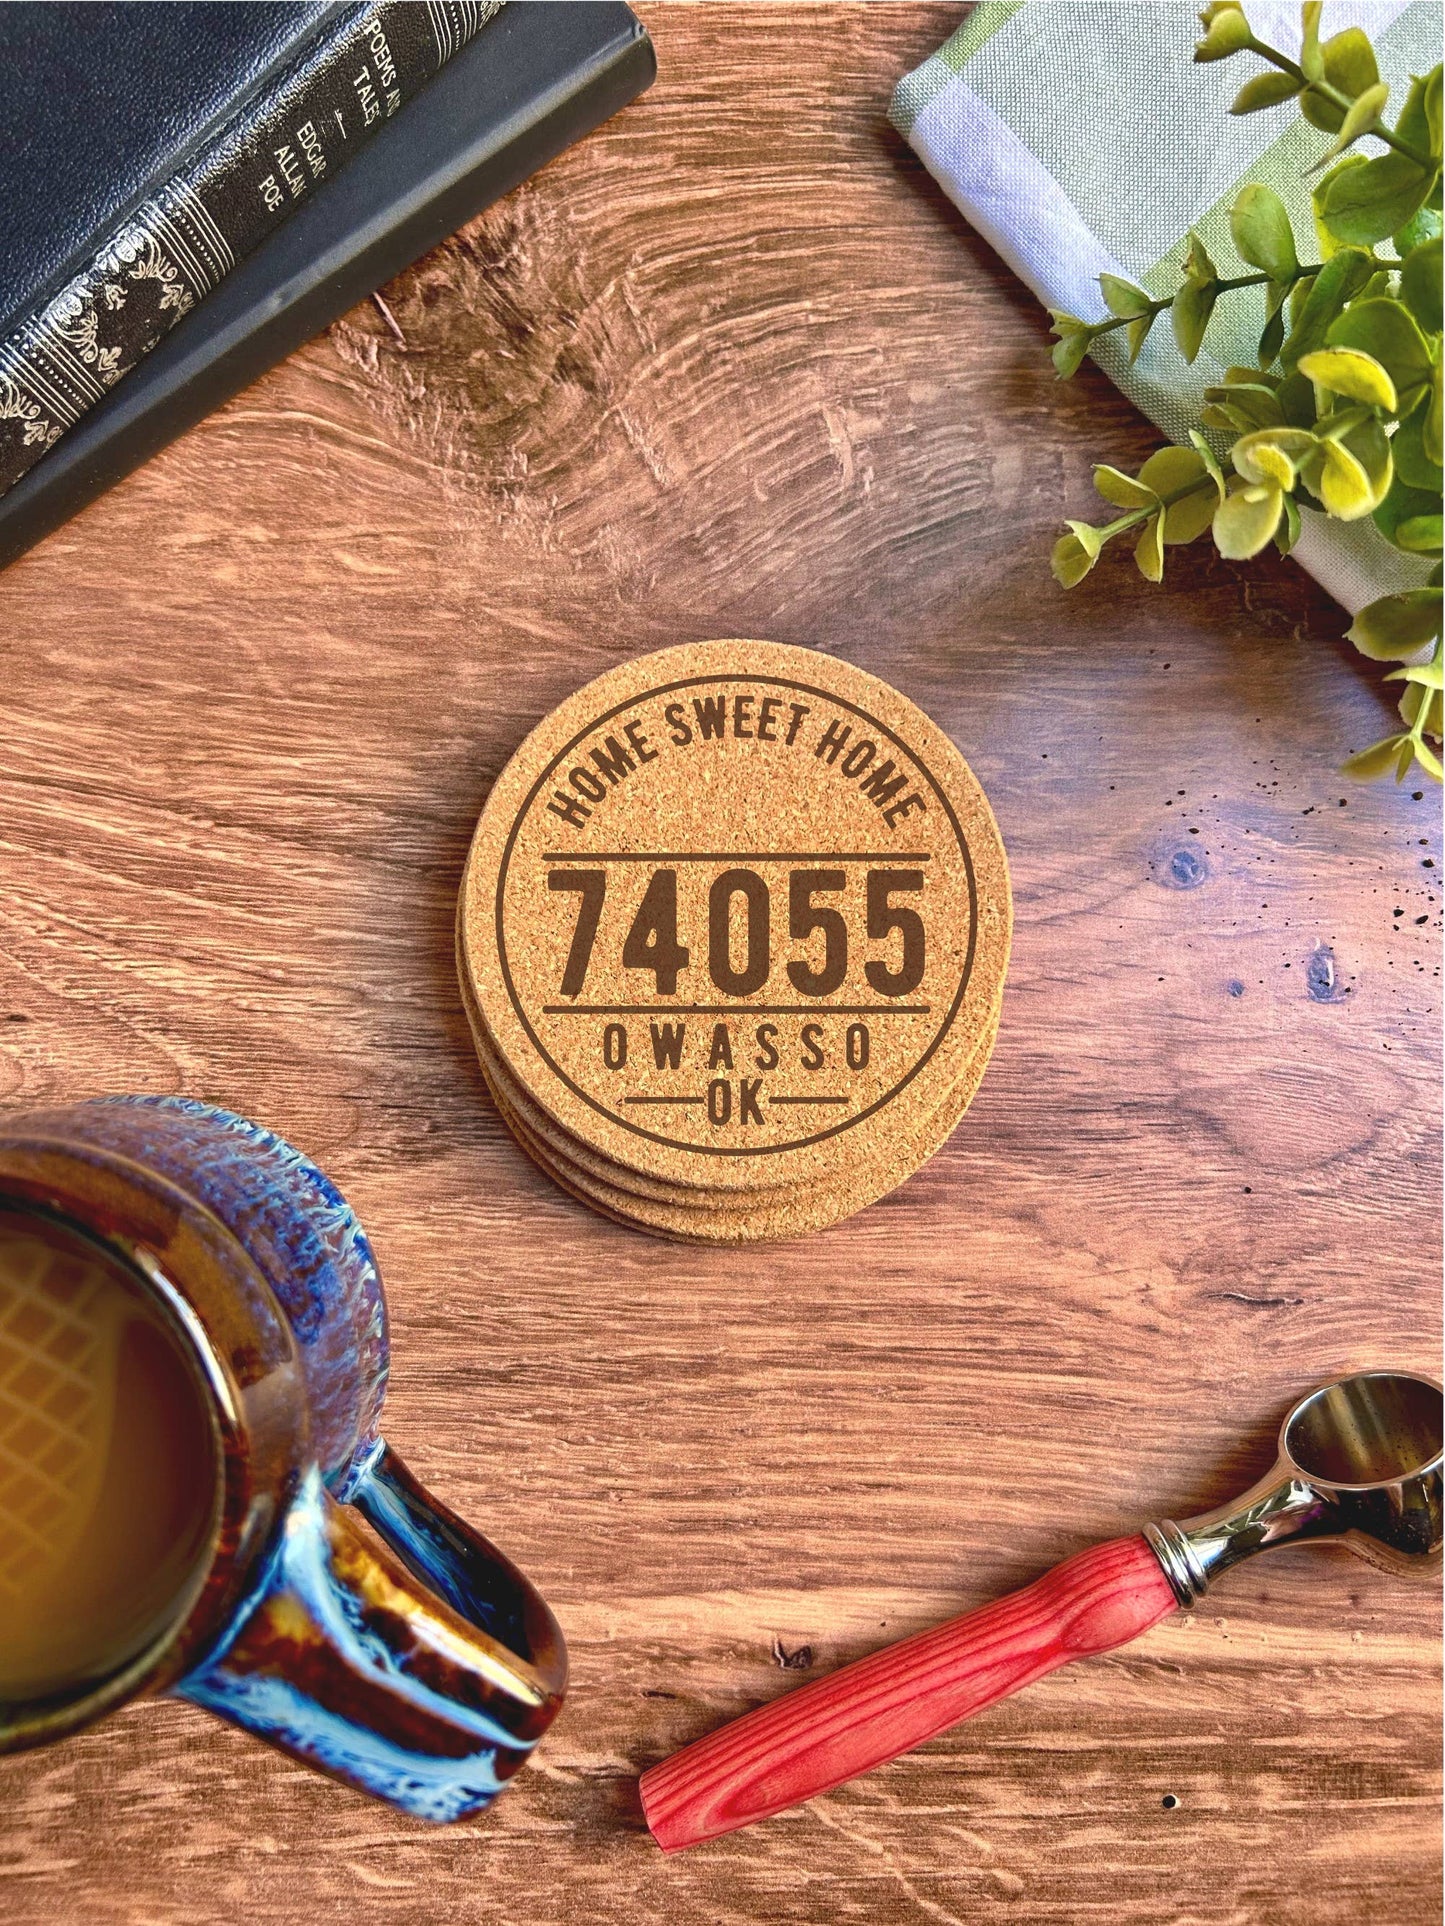 POEMS AND
TALES
EDGAR
ALLAN
POE
HOME SWEET HOME
74055
OWASSO
OK